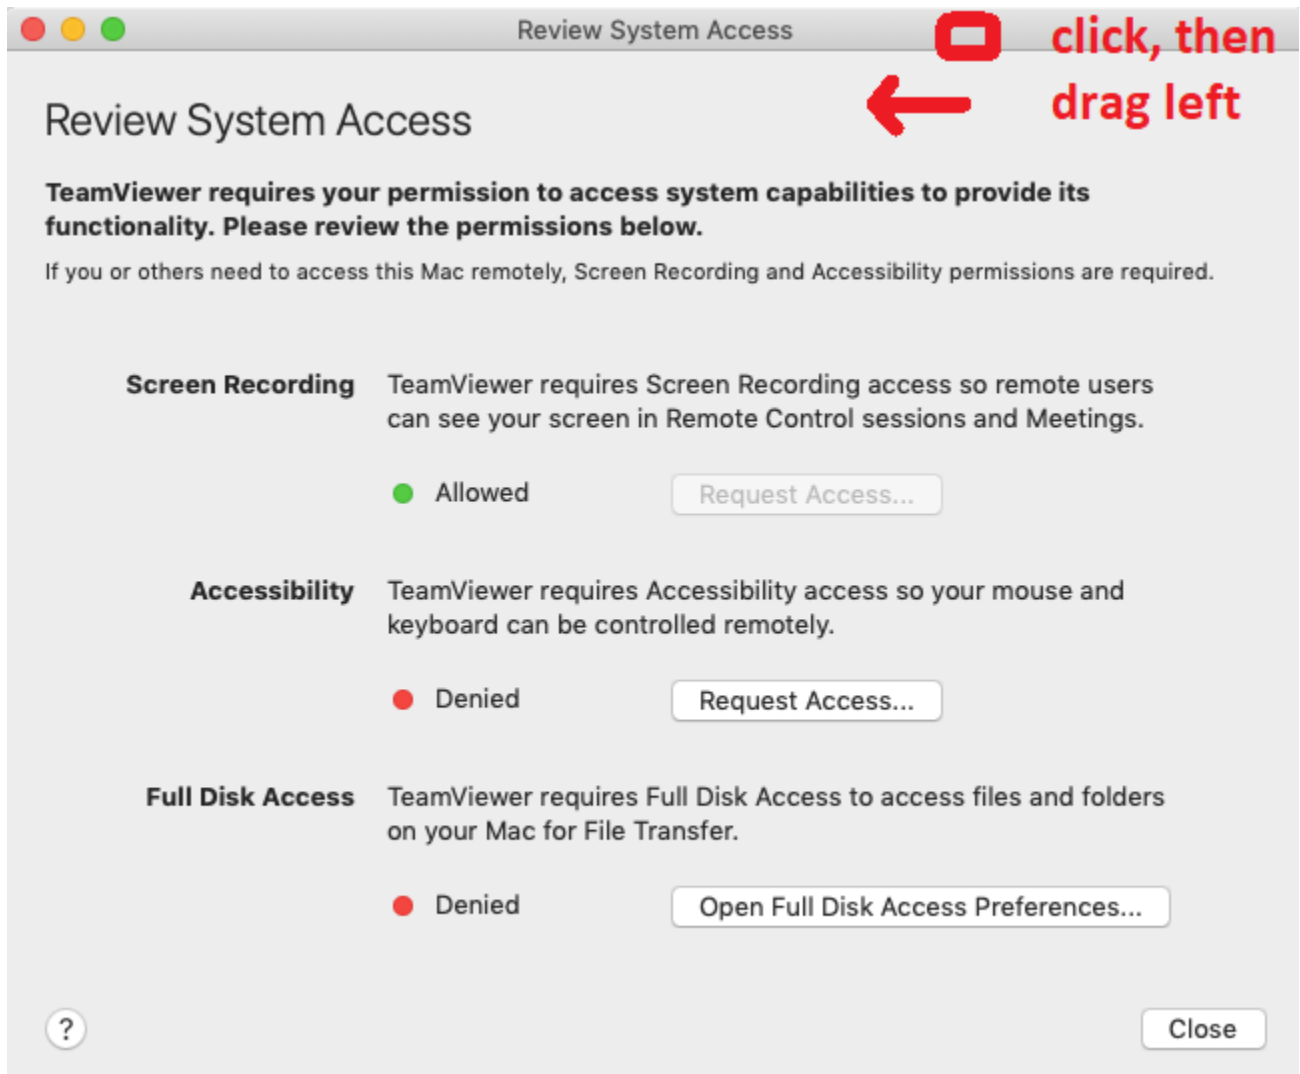 Review System Access
click, then
drag left
Review System Access
TeamViewer requires your permission to access system capabilities to provide its
functionality. Please review the permissions below.
If you or others need to access this Mac remotely, Screen Recording and Accessibility permissions are required.
Screen Recording
TeamViewer requires Screen Recording access so remote users
can see your screen in Remote Control sessions and Meetings.
Allowed
Request Access...
Accessibility
TeamViewer requires Accessibility access so your mouse and
keyboard can be controlled remotely.
Denied
Request Access...
Full Disk Access
TeamViewer requires Full Disk Access to access files and folders
on your Mac for File Transfer.
Denied
Open Full Disk Access Preferences...
?
Close